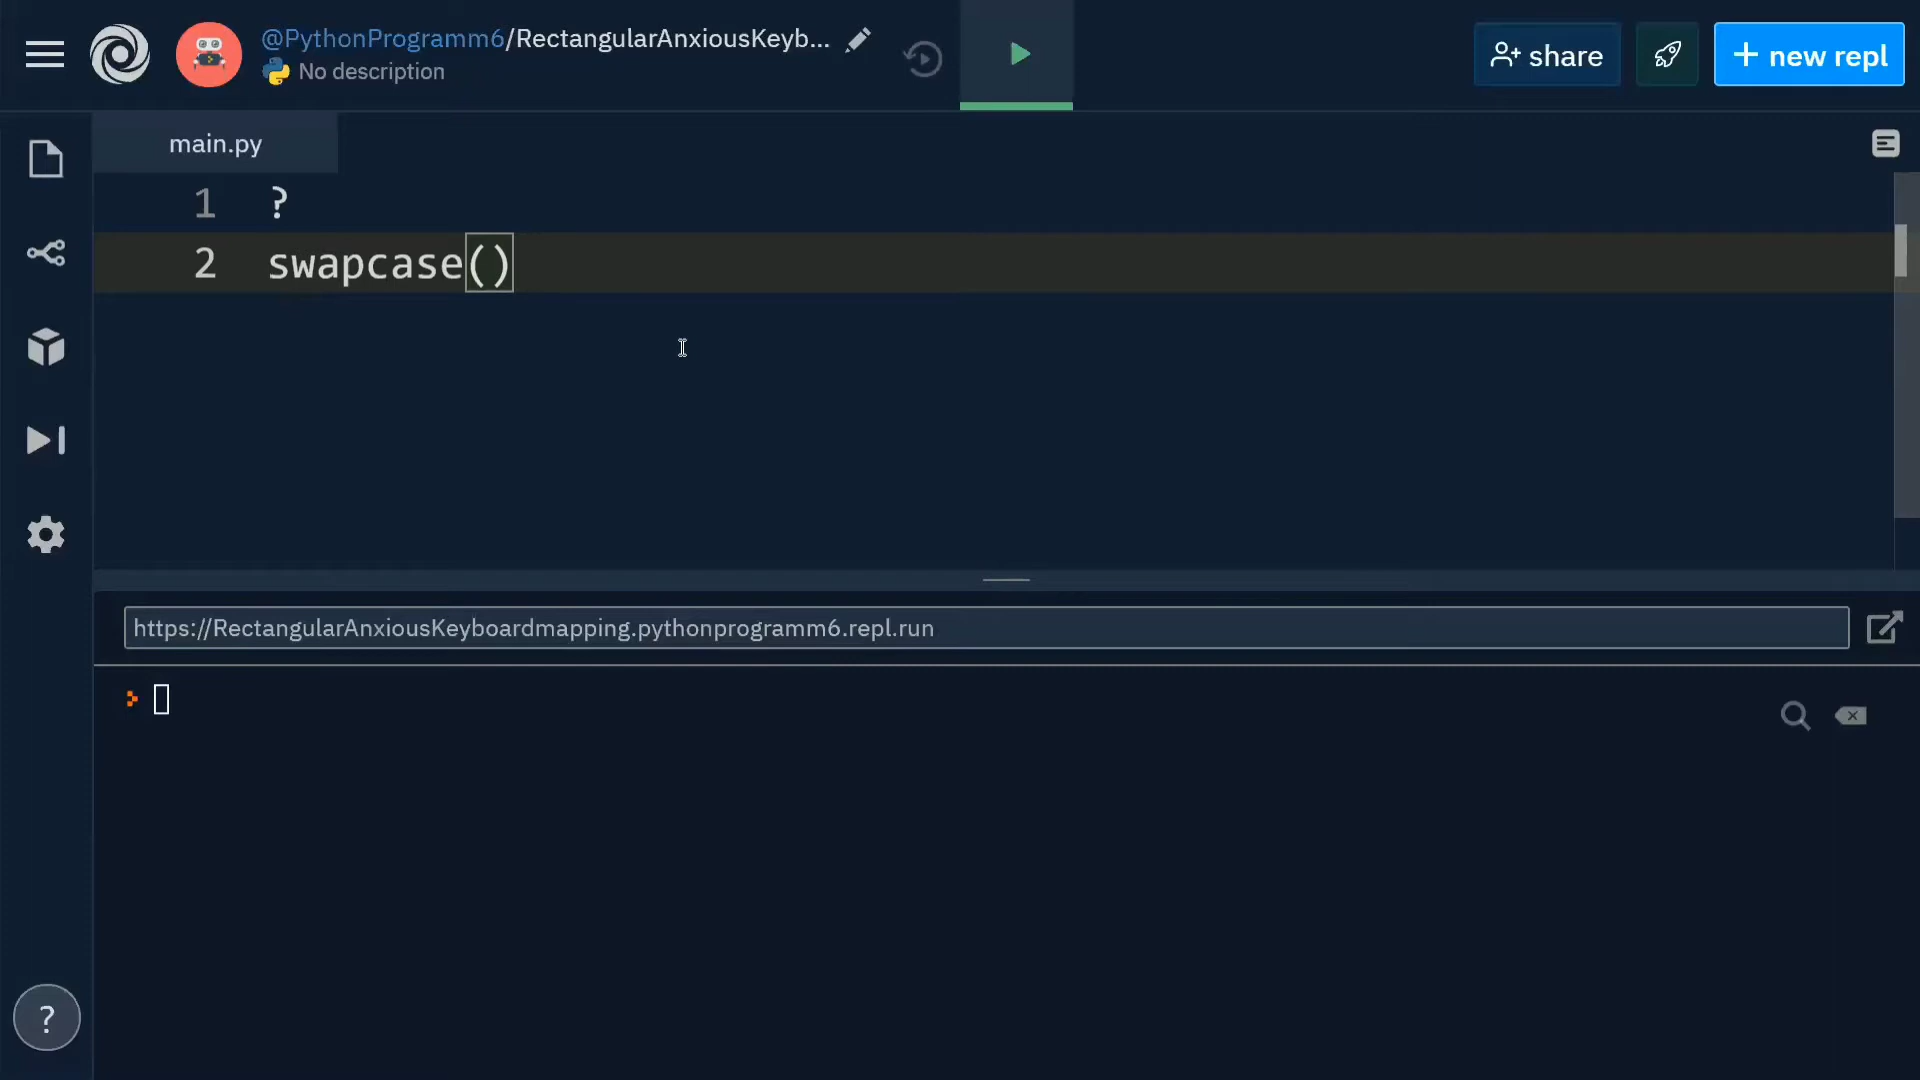 @PythonProgramm6/RectangularAnxiousKeyb...
No description
share
+ new repl
main.py
1 ?
2 swapcase()
https://RectangularAnxiousKeyboardmapping.pythonprogramm6.repl.run
?